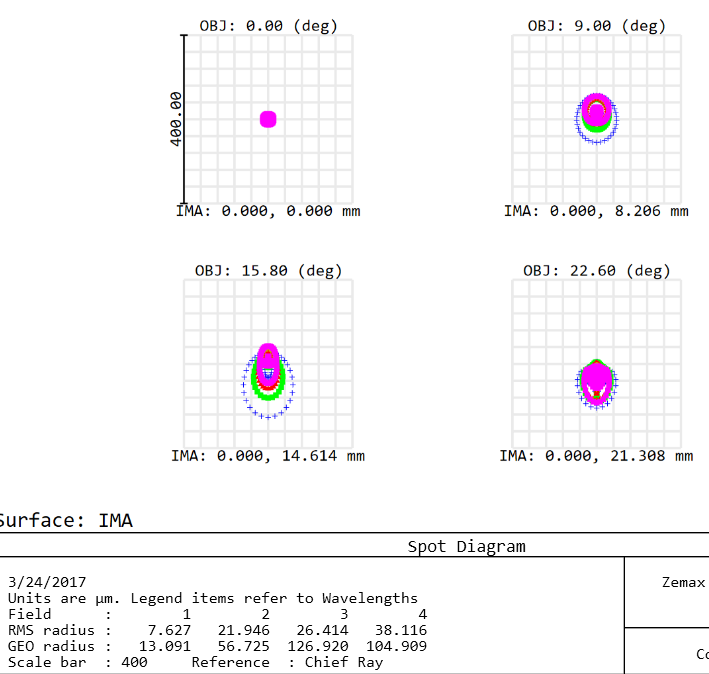 OBJ: 0.00 (deg)
OBJ: 9.00 (deg)
400.00
IMA: 0.000, 0.000 mm
IMA: 0.000, 8.206 mm
OBJ: 15.80 (deg)
OBJ: 22.60 (deg)
IMA: 0.000, 14.614 mm
IMA: 0.000, 21.308 mm
Surface: IMA
Spot Diagram
3/24/2017
Units are µm. Legend items refer to Wavelengths
Field : 1 2 3 4
RMS radius : 7.627 21.946 26.414 38.116
GEO radius : 13.091 56.725 126.920 104.909
Scale bar : 400 Reference : Chief Ray
Zemax